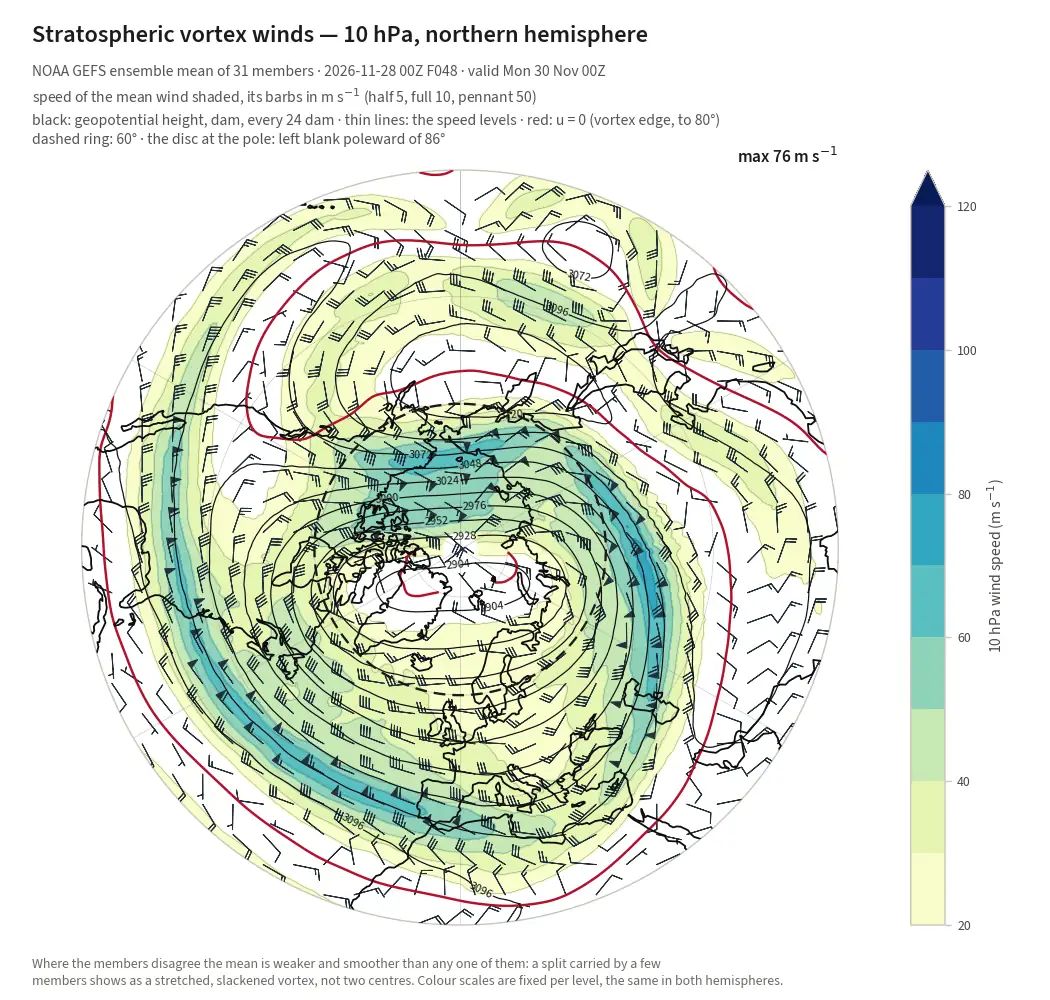 Stratospheric vortex winds — 10 hPa, northern hemisphere
NOAA GEFS ensemble mean of 31 members · 2026-11-28 00Z F048 · valid Mon 30 Nov 00Z
speed of the mean wind shaded, its barbs in m s⁻¹ (half 5, full 10, pennant 50)
black: geopotential height, dam, every 24 dam · thin lines: the speed levels · red: u = 0 (vortex edge, to 80°)
dashed ring: 60° · the disc at the pole: left blank poleward of 86°
max 76 m s⁻¹
120
100
80
60
40
20
10 hPa wind speed (m s⁻¹)
3072
3096
3048
3024
2976
2952
2928
2904
2904
3096
3096
Where the members disagree the mean is weaker and smoother than any one of them: a split carried by a few
members shows as a stretched, slackened vortex, not two centres. Colour scales are fixed per level, the same in both hemispheres.